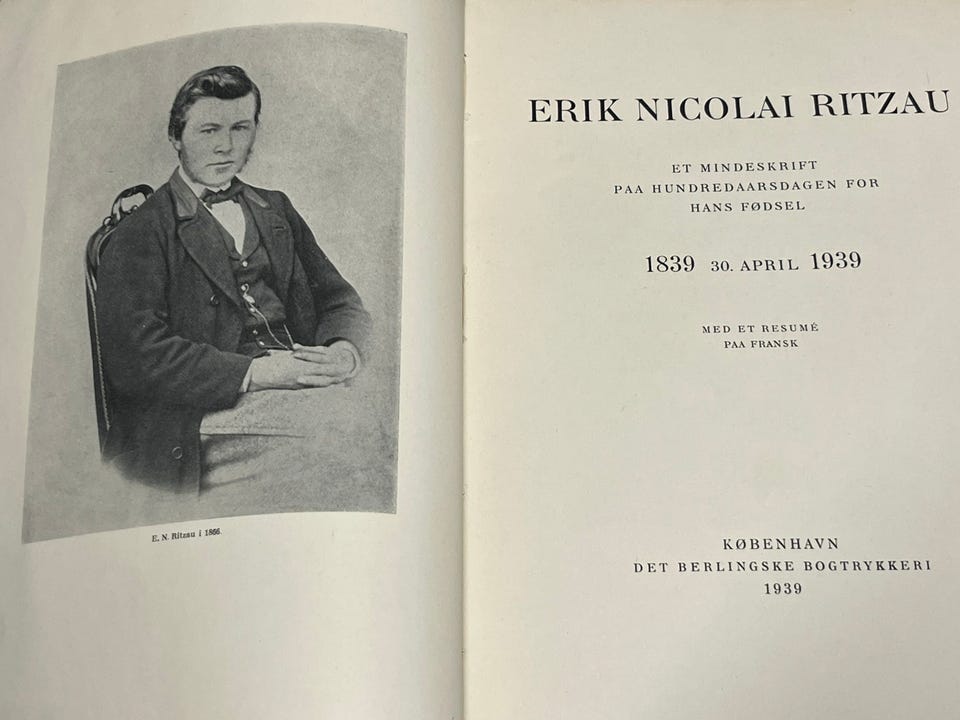 E. N. Ritzau i 1866.
ERIK NICOLAI RITZAU
ET MINDESKRIFT
PAA HUNDREDAARSDAGEN FOR
HANS FØDSEL
1839 30. APRIL 1939
MED ET RESUMÉ
PAA FRANSK
KØBENHAVN
DET BERLINGSKE BOGTRYKKERI
1939